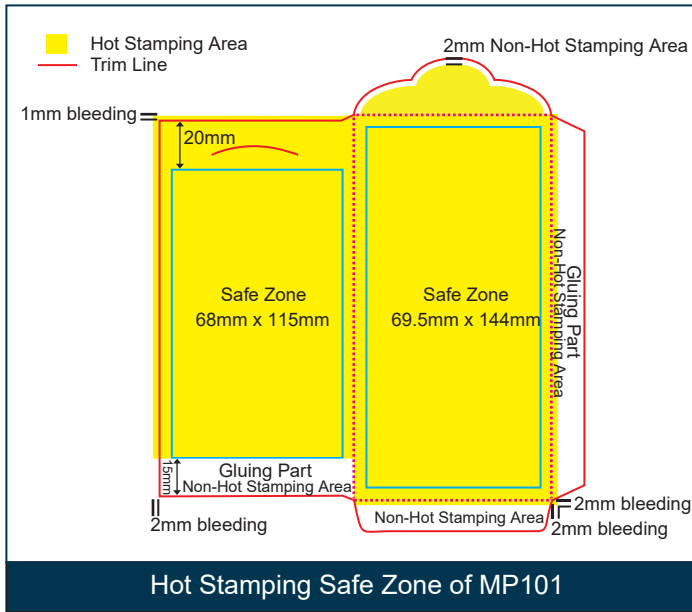 Hot Stamping Area
Trim Line
2mm Non-Hot Stamping Area
1mm bleeding
20mm
Safe Zone
68mm x 115mm
Safe Zone
69.5mm x 144mm
Gluing Part
Non-Hot Stamping Area
15mm
Gluing Part
Non-Hot Stamping Area
2mm bleeding
Non-Hot Stamping Area
2mm bleeding
2mm bleeding
Hot Stamping Safe Zone of MP101